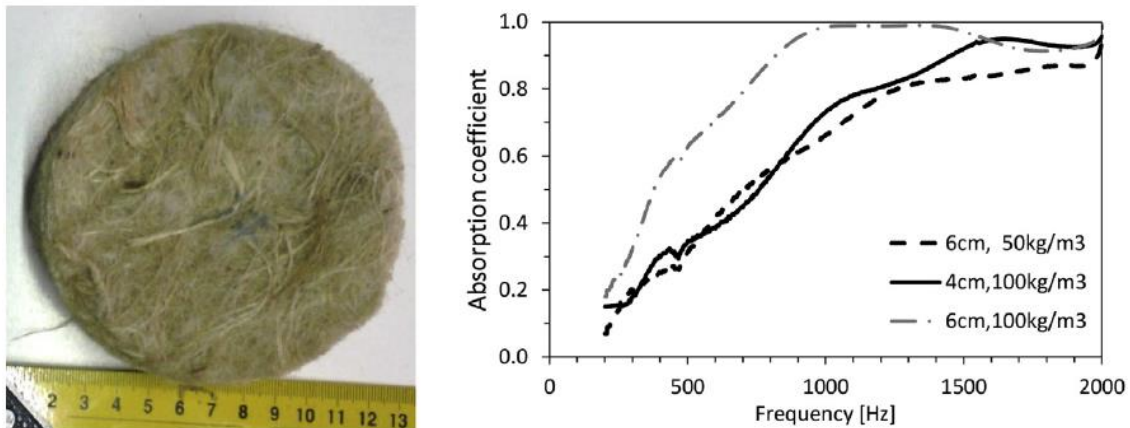 2 3 4 5 6 7 8 9 10 11 12 13
Absorption coefficient
1.0
0.8
0.6
0.4
0.2
0.0
6cm, 50kg/m3
4cm,100kg/m3
6cm,100kg/m3
0 500 1000 1500 2000
Frequency [Hz]